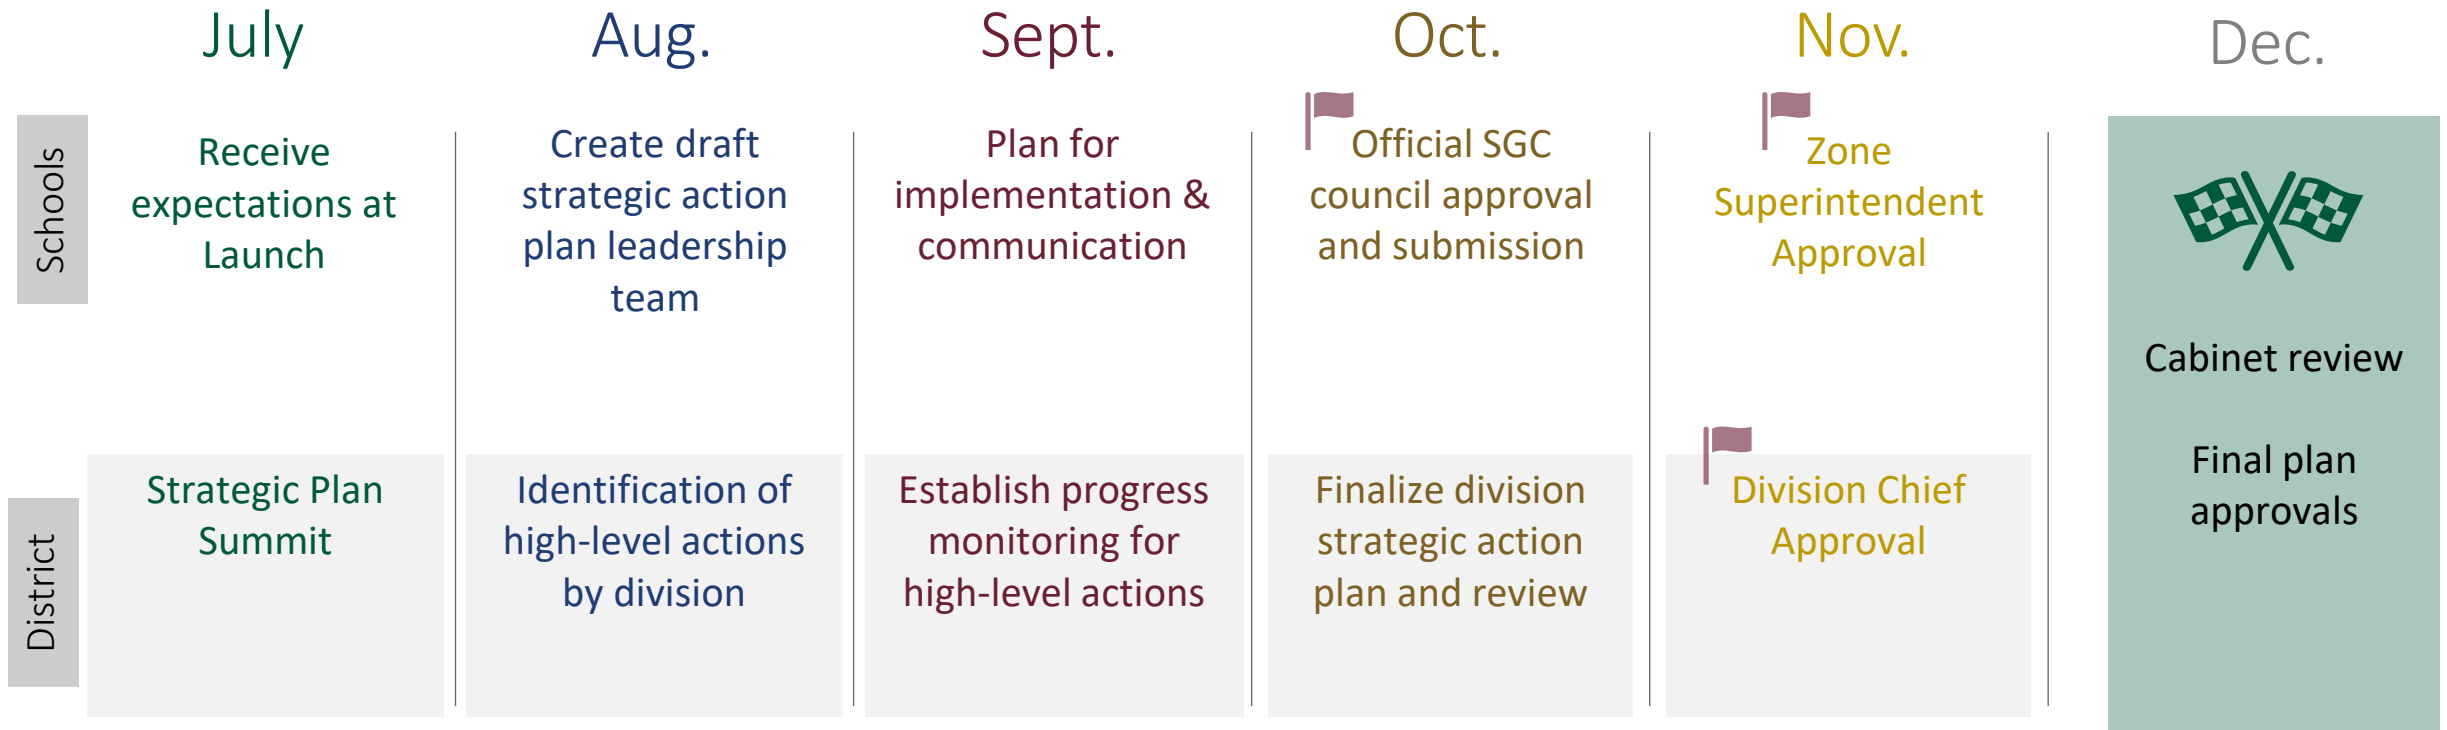 July
Aug.
Sept.
Oct.
Nov.
Dec.
Schools
Receive
expectations at
Launch
Create draft
strategic action
plan leadership
team
Plan for
implementation &
communication
Official SGC
council approval
and submission
Zone
Superintendent
Approval
District
Strategic Plan
Summit
Identification of
high-level actions
by division
Establish progress
monitoring for
high-level actions
Finalize division
strategic action
plan and review
Division Chief
Approval
Cabinet review
Final plan
approvals